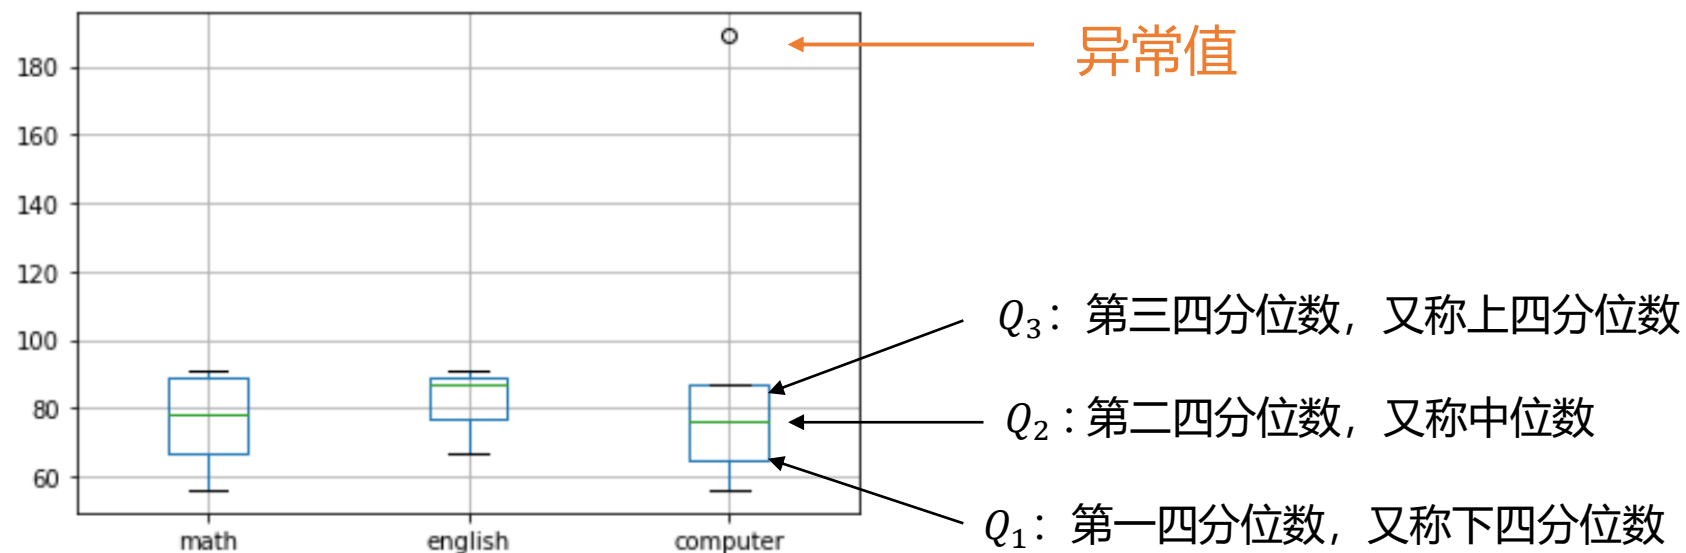 异常值
180
160
140
120
100
80
60
math english computer
Q₃：第三四分位数，又称上四分位数
Q₂：第二四分位数，又称中位数
Q₁：第一四分位数，又称下四分位数